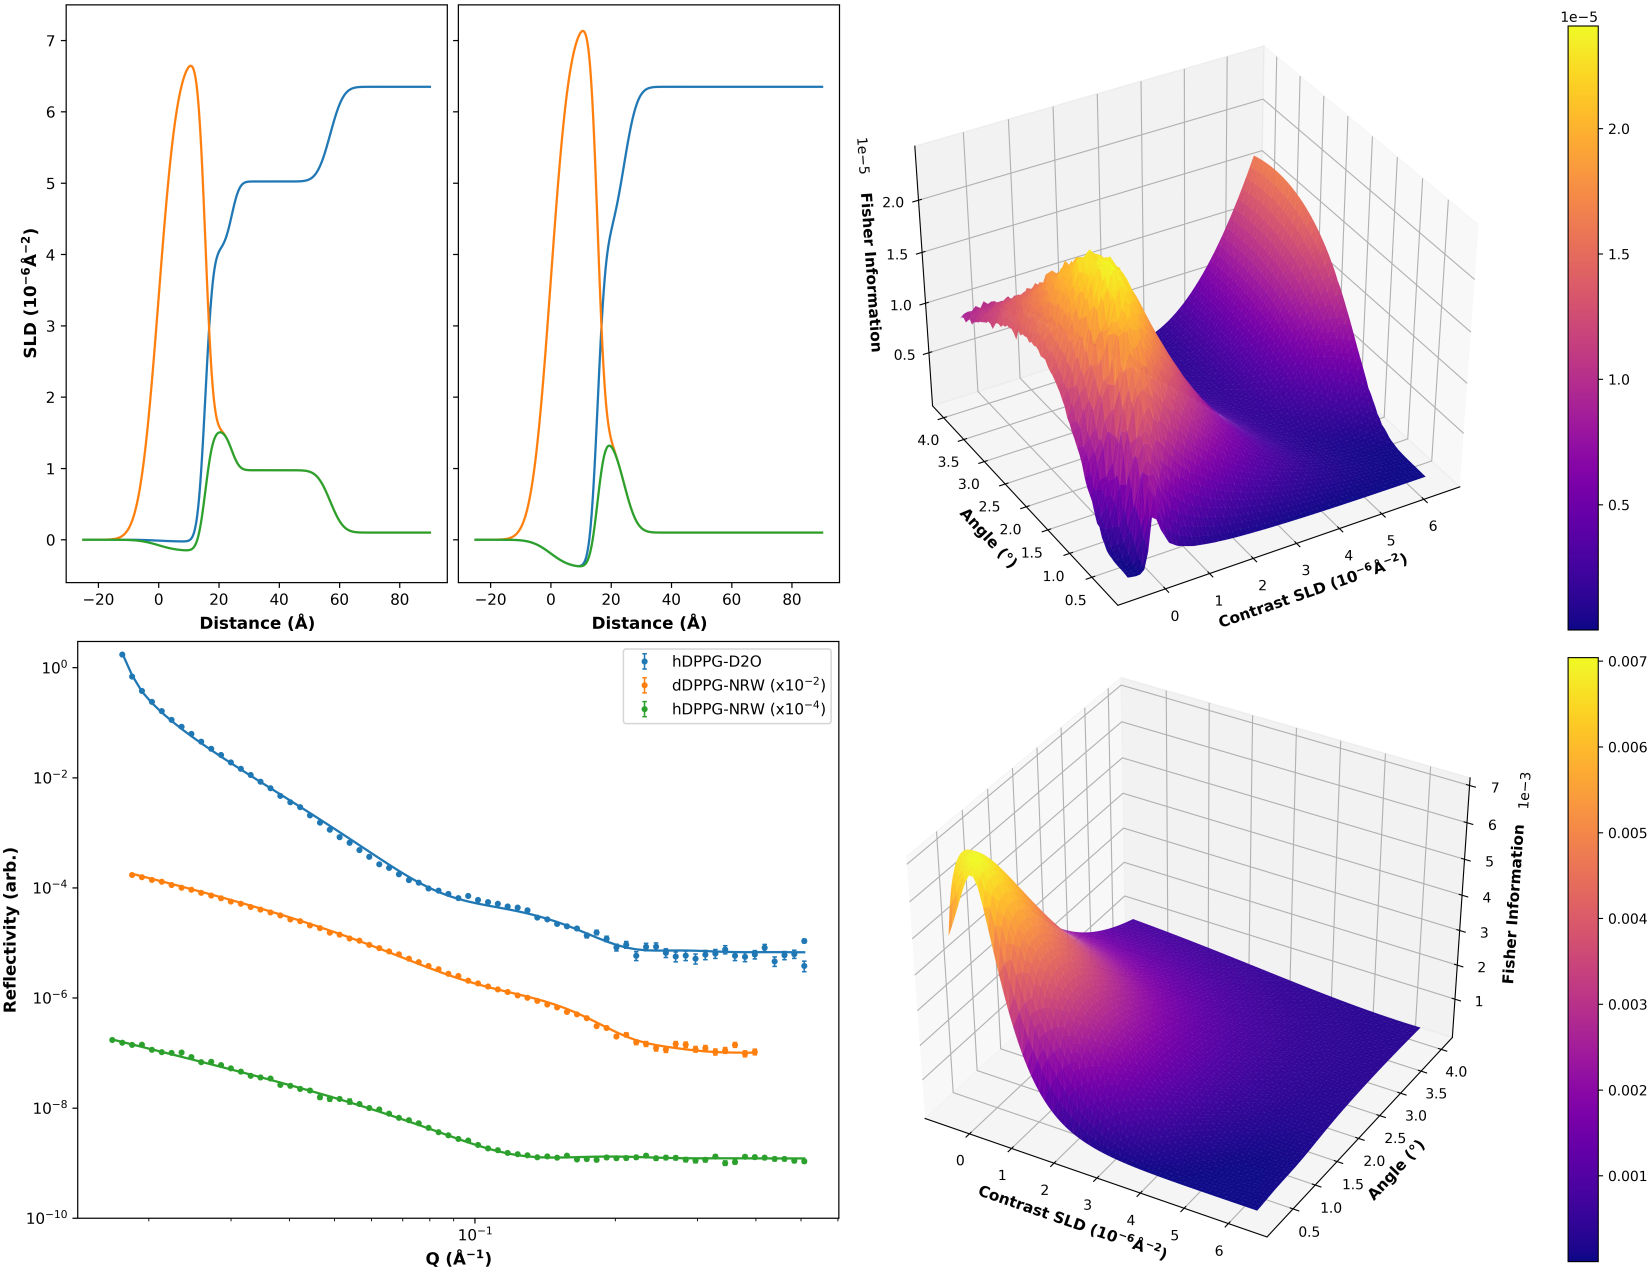 SLD (10⁻⁶Å⁻²)
7
6
5
4
3
2
1
0
−20 0 20 40 60 80
Distance (Å)
−20 0 20 40 60 80
Distance (Å)
1e−5
Fisher Information
2.0
1.5
1.0
0.5
4.0
3.5
3.0
2.5
2.0
1.5
1.0
0.5
Angle (°)
0 1 2 3 4 5 6
Contrast SLD (10⁻⁶Å⁻²)
1e−5
2.0
1.5
1.0
0.5
Reflectivity (arb.)
10⁰
10⁻²
10⁻⁴
10⁻⁶
10⁻⁸
10⁻¹⁰
hDPPG-D2O
dDPPG-NRW (x10⁻²)
hDPPG-NRW (x10⁻⁴)
10⁻¹
Q (Å⁻¹)
1e−3
Fisher Information
7
6
5
4
3
2
1
4.0
3.5
3.0
2.5
2.0
1.5
1.0
0.5
Angle (°)
0 1 2 3 4 5 6
Contrast SLD (10⁻⁶Å⁻²)
0.007
0.006
0.005
0.004
0.003
0.002
0.001